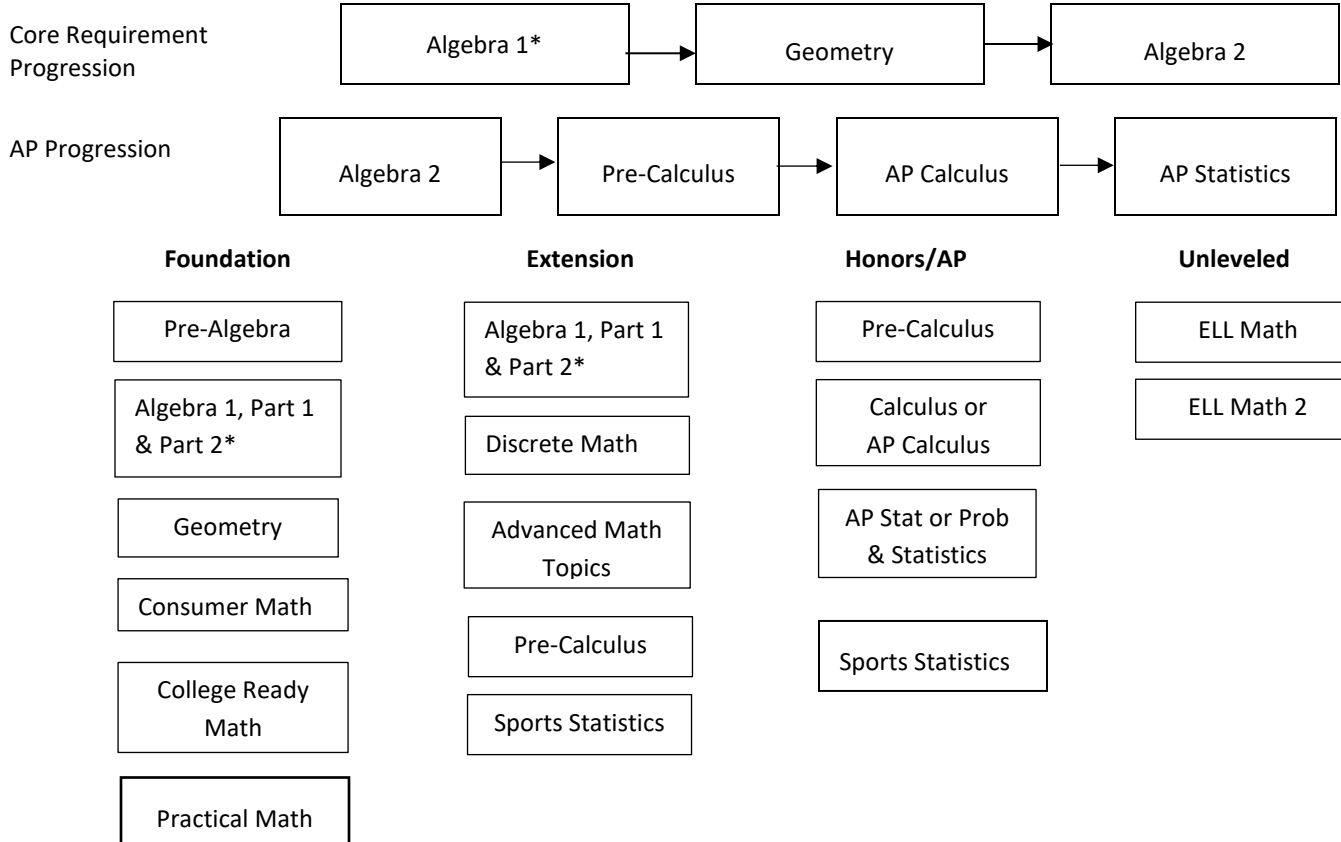 Core Requirement
Progression
Algebra 1*
Geometry
Algebra 2
AP Progression
Algebra 2
Pre-Calculus
AP Calculus
AP Statistics
Foundation
Extension
Honors/AP
Unleveled
Pre-Algebra
Algebra 1, Part 1
& Part 2*
Geometry
Consumer Math
College Ready
Math
Practical Math
Algebra 1, Part 1
& Part 2*
Discrete Math
Advanced Math
Topics
Pre-Calculus
Sports Statistics
Pre-Calculus
Calculus or
AP Calculus
AP Stat or Prob
& Statistics
Sports Statistics
ELL Math
ELL Math 2